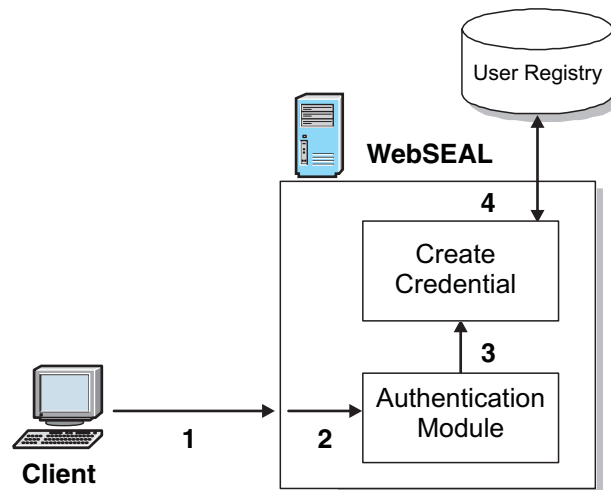 User Registry
WebSEAL
4
Create
Credential
3
Authentication
Module
1
2
Client